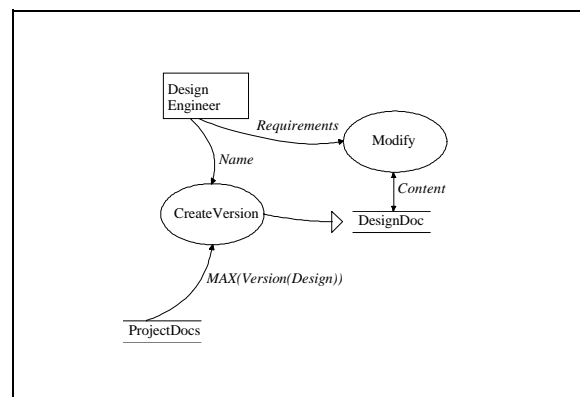 Design
Engineer
Requirements
Modify
Name
Content
CreateVersion
DesignDoc
MAX(Version(Design))
ProjectDocs